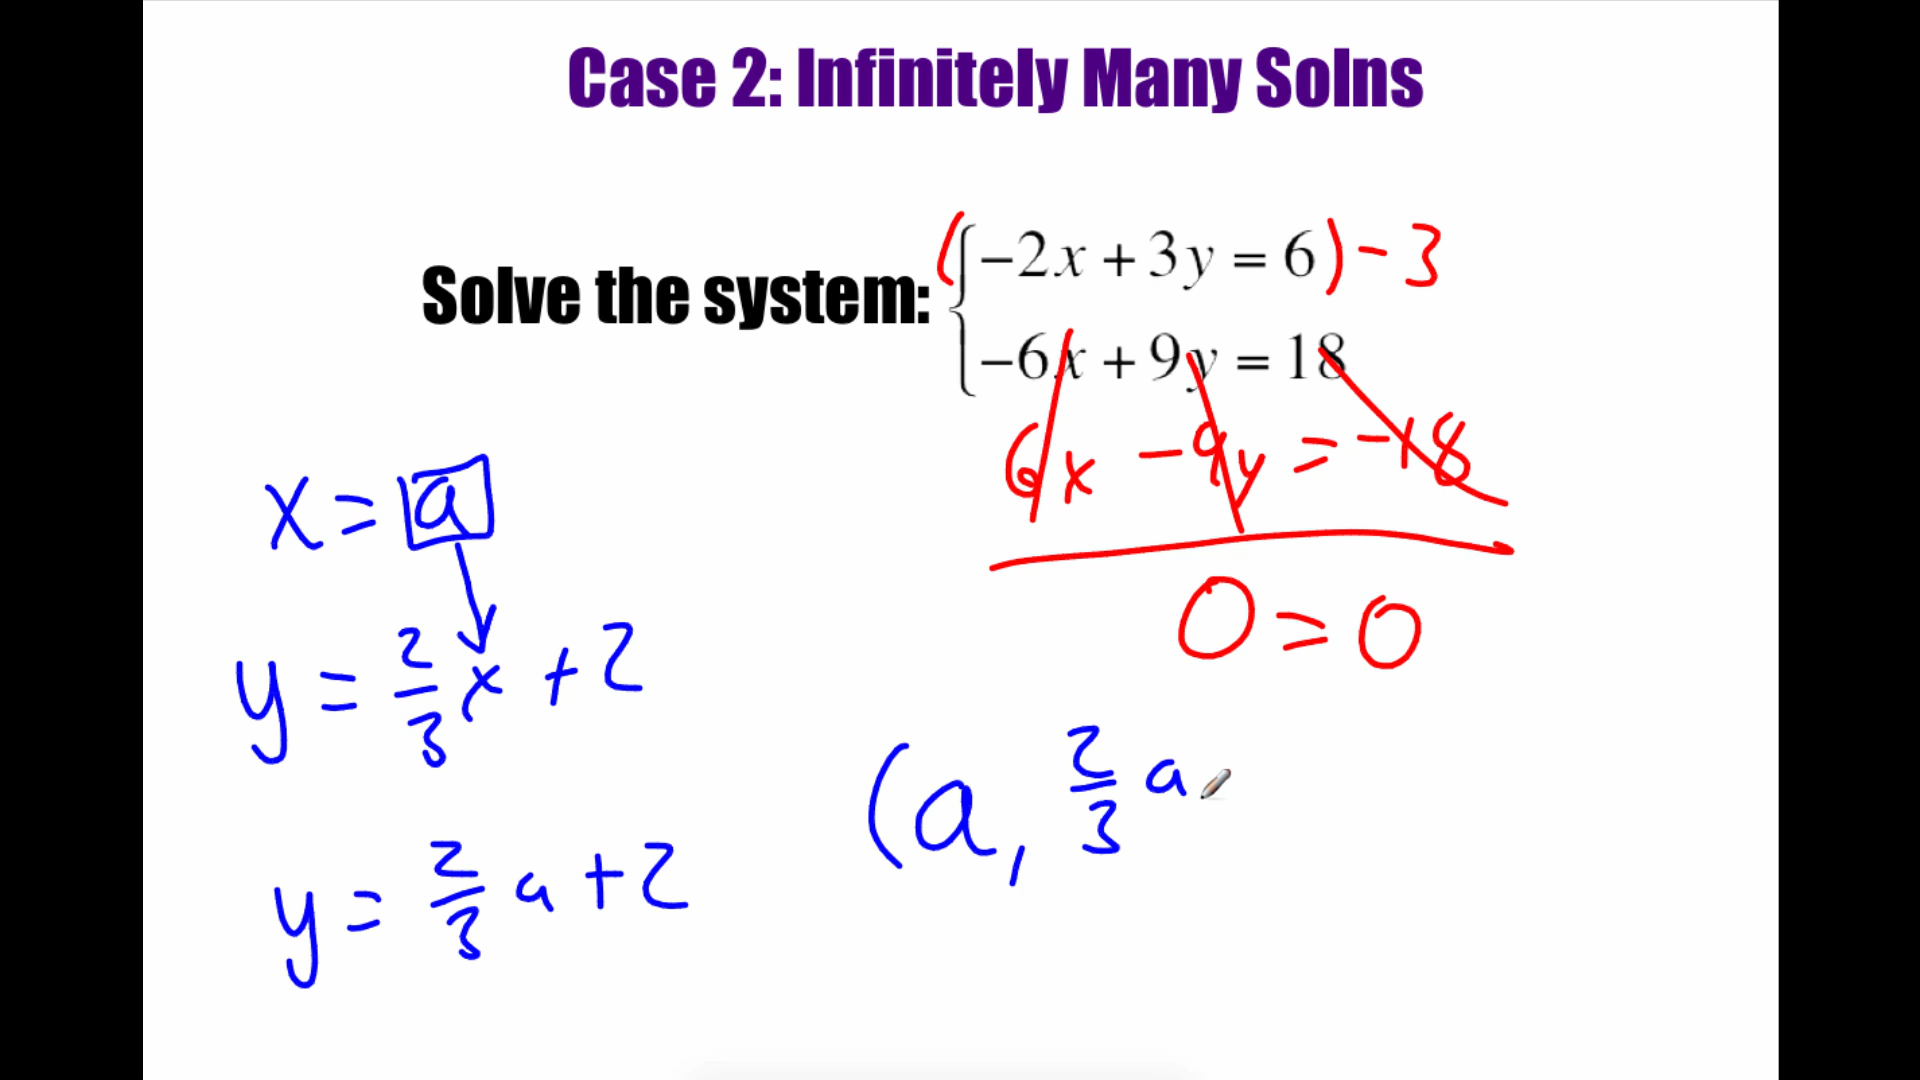 Case 2: Infinitely Many Solns
Solve the system:
(-2x + 3y = 6) - 3
-6x + 9y = 18
6x - 9y = -18
0 = 0
x = a
y = 2/3 x + 2
y = 2/3 a + 2
(a, 2/3 a